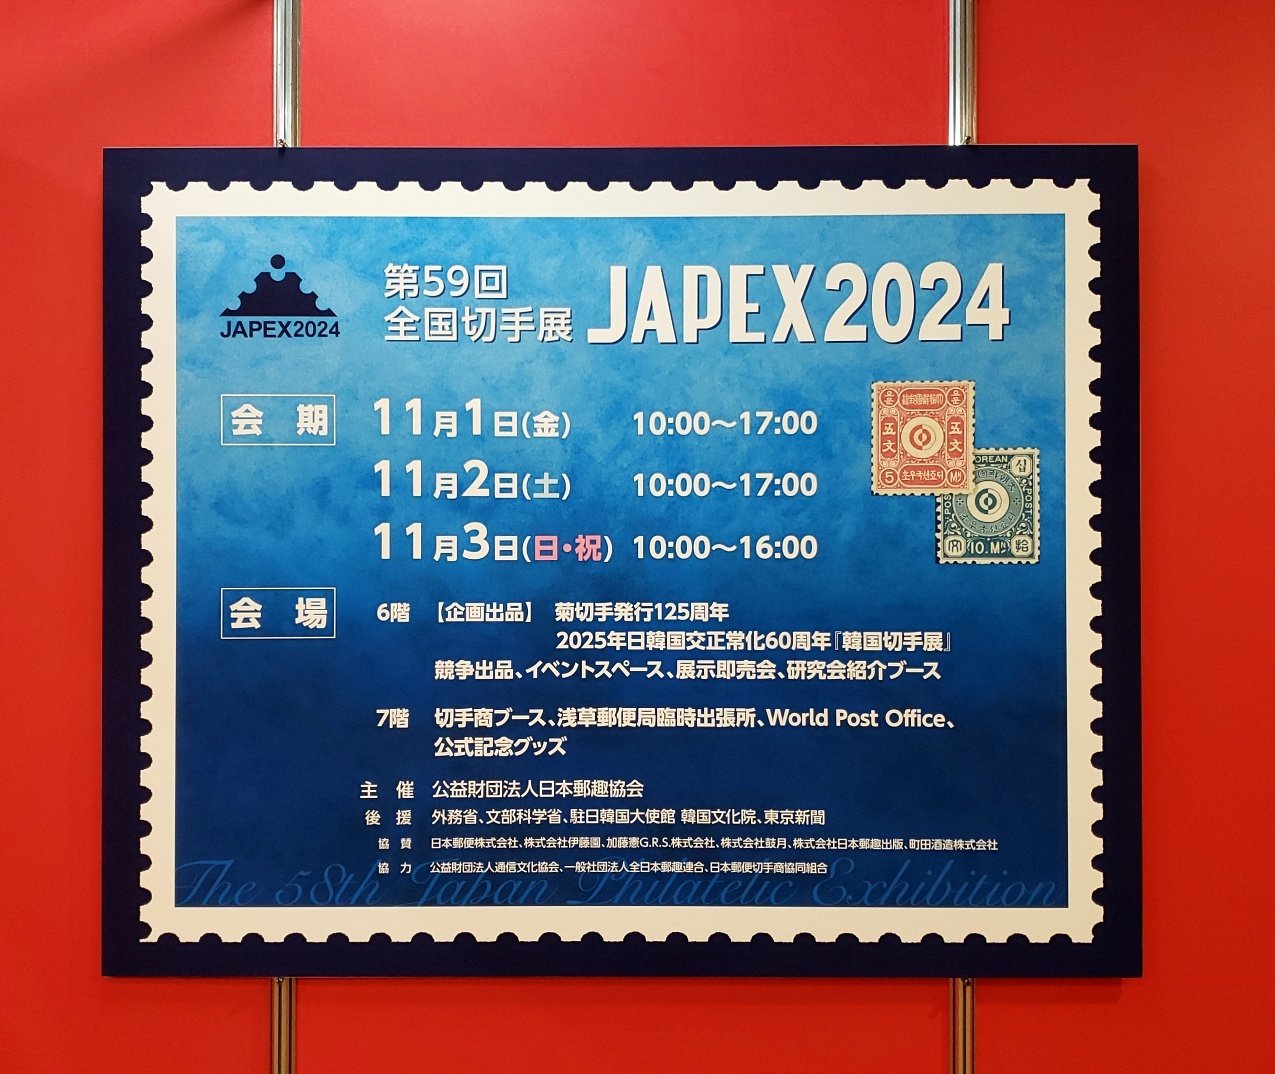 JAPEX2024
第59回
全国切手展 JAPEX2024
会 期 11月1日(金) 10:00〜17:00
11月2日(土) 10:00〜17:00
11月3日(日・祝) 10:00〜16:00
五文 五文
5 조션국우초 Mn
OREAN
POST
십
10. Mn 拾
会 場 6階 【企画出品】 菊切手発行125周年
2025年日韓国交正常化60周年『韓国切手展』
競争出品、イベントスペース、展示即売会、研究会紹介ブース
7階 切手商ブース、浅草郵便局臨時出張所、World Post Office、
公式記念グッズ
主 催 公益財団法人日本郵趣協会
後 援 外務省、文部科学省、駐日韓国大使館 韓国文化院、東京新聞
協 賛 日本郵便株式会社、株式会社伊藤園、加藤憲G.R.S.株式会社、株式会社鼓月、株式会社日本郵趣出版、町田酒造株式会社
協 力 公益財団法人通信文化協会、一般社団法人全日本郵趣連合、日本郵便切手商協同組合
The 58th Japan Philatelic Exhibition